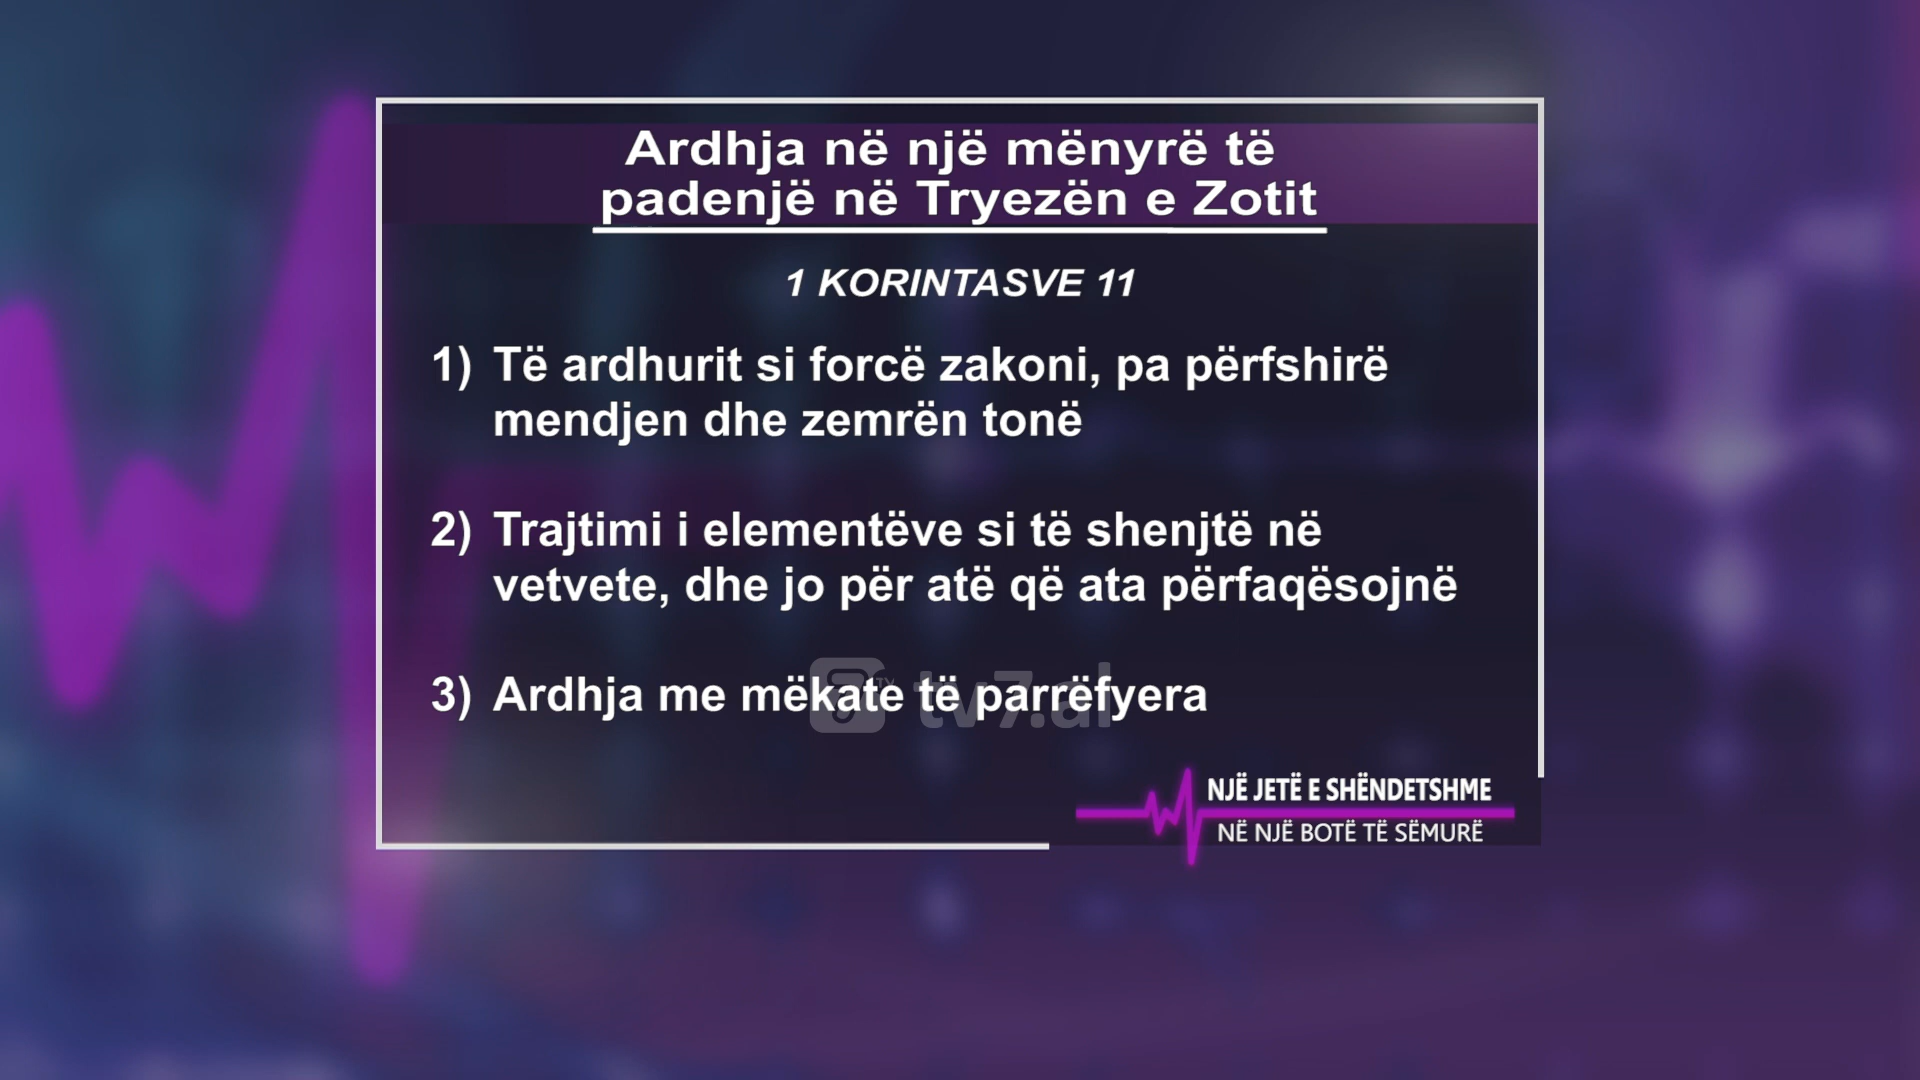 Ardhja në një mënyrë të
padenjë në Tryezën e Zotit
1 KORINTASVE 11
1) Të ardhurit si forcë zakoni, pa përfshirë
mendjen dhe zemrën tonë
2) Trajtimi i elementëve si të shenjtë në
vetvete, dhe jo për atë që ata përfaqësojnë
3) Ardhja me mëkate të parrëfyera
tv7.al
NJË JETË E SHËNDETSHME
NË NJË BOTË TË SËMURË